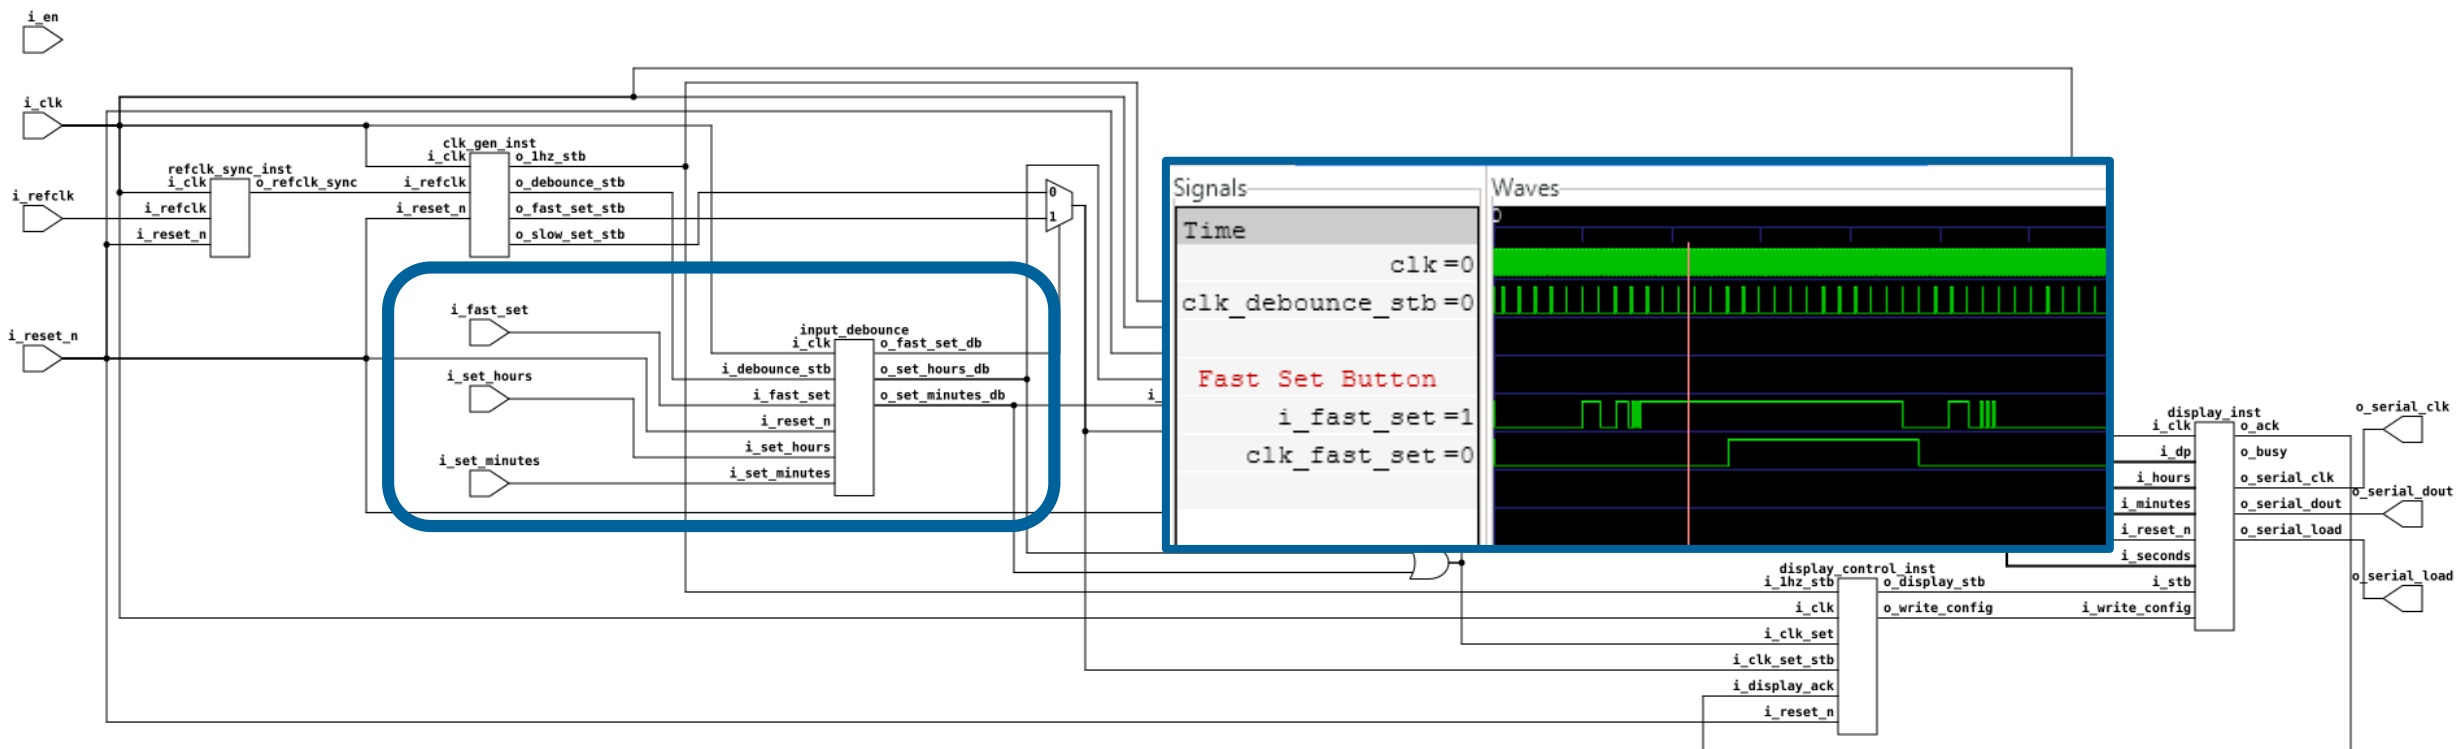 i_en
i_clk
i_refclk
i_reset_n
refclk_sync_inst
i_clk
o_refclk_sync
i_refclk
i_reset_n
clk_gen_inst
i_clk
o_1hz_stb
i_refclk
o_debounce_stb
i_reset_n
o_fast_set_stb
o_slow_set_stb
0
1
i_fast_set
i_set_hours
i_set_minutes
input_debounce
i_clk
o_fast_set_db
i_debounce_stb
o_set_hours_db
i_fast_set
o_set_minutes_db
i_reset_n
i_set_hours
i_set_minutes
i_
Signals
Waves
0
Time
clk=0
clk_debounce_stb=0
Fast Set Button
i_fast_set=1
clk_fast_set=0
display_inst
i_clk
o_ack
i_dp
o_busy
i_hours
o_serial_clk
i_minutes
o_serial_dout
i_reset_n
o_serial_load
i_seconds
i_stb
i_write_config
o_serial_clk
o_serial_dout
o_serial_load
display_control_inst
i_1hz_stb
o_display_stb
i_clk
o_write_config
i_clk_set
i_clk_set_stb
i_display_ack
i_reset_n